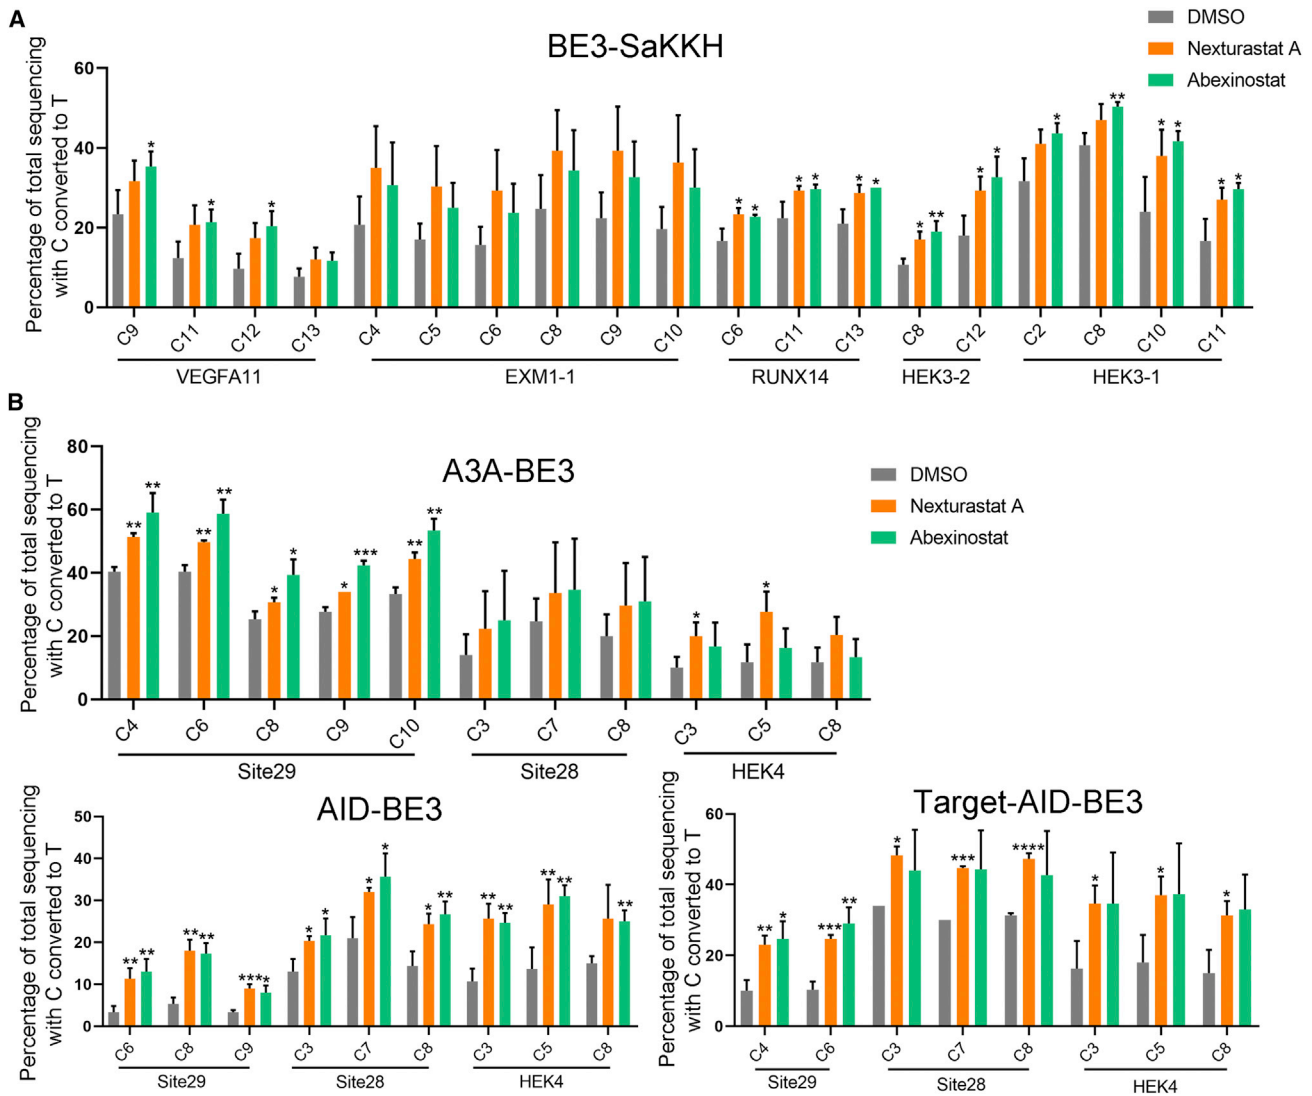 A
BE3-SaKKH
DMSO
Nexturastat A
Abexinostat
Percentage of total sequencing
with C converted to T
60
40
20
0
* * * * * * * * * * ** * * * ** * * * *
C9 C11 C12 C13 C4 C5 C6 C8 C9 C10 C6 C11 C13 C8 C12 C2 C8 C10 C11
VEGFA11 EXM1-1 RUNX14 HEK3-2 HEK3-1
B
A3A-BE3
DMSO
Nexturastat A
Abexinostat
Percentage of total sequencing
with C converted to T
80
60
40
20
0
** ** ** ** * * * *** ** ** * *
C4 C6 C8 C9 C10 C3 C7 C8 C3 C5 C8
Site29 Site28 HEK4
AID-BE3
Percentage of total sequencing
with C converted to T
50
40
30
20
10
0
** ** ** ** *** * * * * * * ** ** ** ** ** **
C6 C8 C9 C3 C7 C8 C3 C5 C8
Site29 Site28 HEK4
Target-AID-BE3
Percentage of total sequencing
with C converted to T
60
40
20
0
** * *** ** * *** **** * * *
C4 C6 C3 C7 C8 C3 C5 C8
Site29 Site28 HEK4